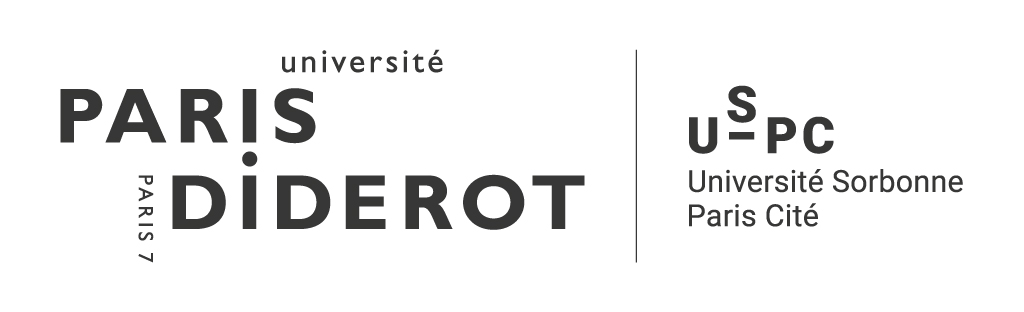 université
PARIS
DiDEROT
PARIS 7
USPC
Université Sorbonne
Paris Cité